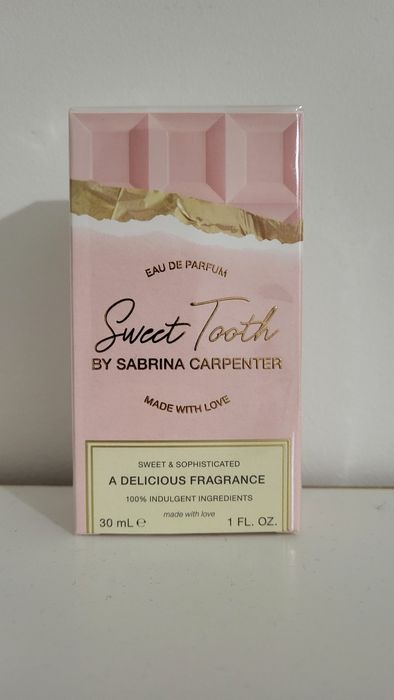 EAU DE PARFUM
Sweet Tooth
BY SABRINA CARPENTER
MADE WITH LOVE
SWEET & SOPHISTICATED
A DELICIOUS FRAGRANCE
100% INDULGENT INGREDIENTS
made with love
30 mL ℮ 1 FL. OZ.